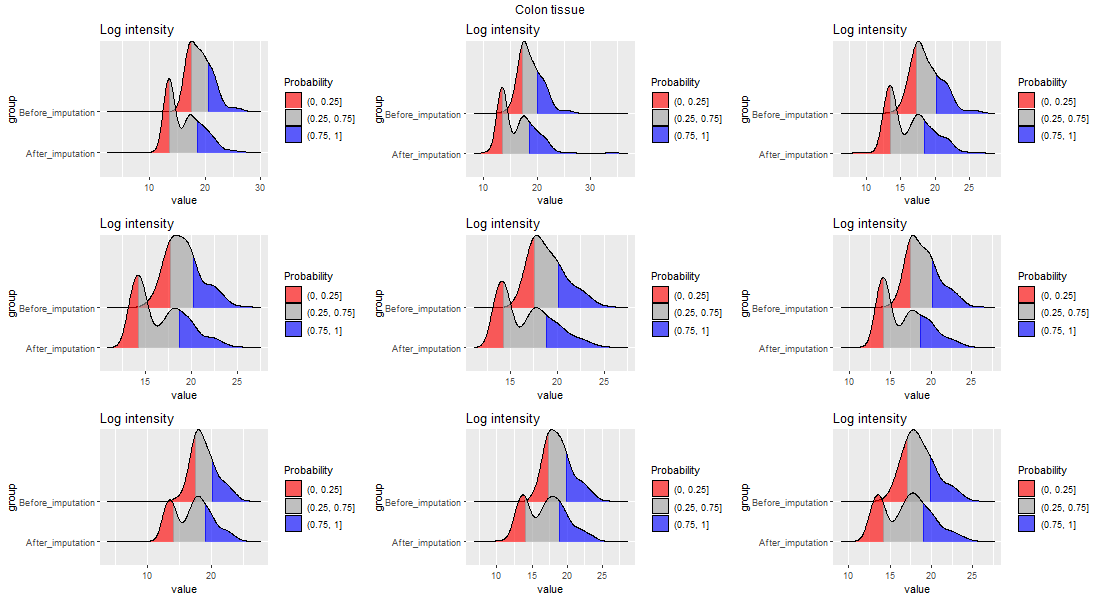 Colon tissue
Log intensity
group
Before_imputation
After_imputation
10 20 30
value
Probability
(0, 0.25]
(0.25, 0.75]
(0.75, 1]
Log intensity
group
Before_imputation
After_imputation
10 20 30
value
Probability
(0, 0.25]
(0.25, 0.75]
(0.75, 1]
Log intensity
group
Before_imputation
After_imputation
10 15 20 25
value
Probability
(0, 0.25]
(0.25, 0.75]
(0.75, 1]
Log intensity
group
Before_imputation
After_imputation
15 20 25
value
Probability
(0, 0.25]
(0.25, 0.75]
(0.75, 1]
Log intensity
group
Before_imputation
After_imputation
15 20 25
value
Probability
(0, 0.25]
(0.25, 0.75]
(0.75, 1]
Log intensity
group
Before_imputation
After_imputation
10 15 20 25
value
Probability
(0, 0.25]
(0.25, 0.75]
(0.75, 1]
Log intensity
group
Before_imputation
After_imputation
10 20
value
Probability
(0, 0.25]
(0.25, 0.75]
(0.75, 1]
Log intensity
group
Before_imputation
After_imputation
10 15 20 25
value
Probability
(0, 0.25]
(0.25, 0.75]
(0.75, 1]
Log intensity
group
Before_imputation
After_imputation
10 15 20 25
value
Probability
(0, 0.25]
(0.25, 0.75]
(0.75, 1]